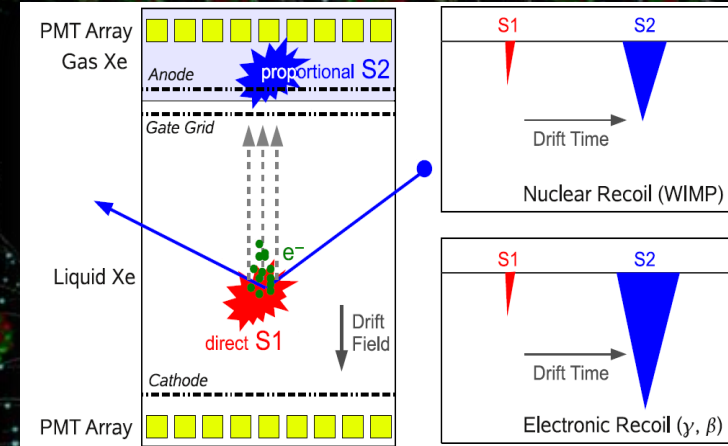 PMT Array
Gas Xe
Anode
proportional S2
Gate Grid
e⁻
Liquid Xe
direct S1
Drift
Field
Cathode
PMT Array
S1 S2
Drift Time
Nuclear Recoil (WIMP)
S1 S2
Drift Time
Electronic Recoil (γ, β)